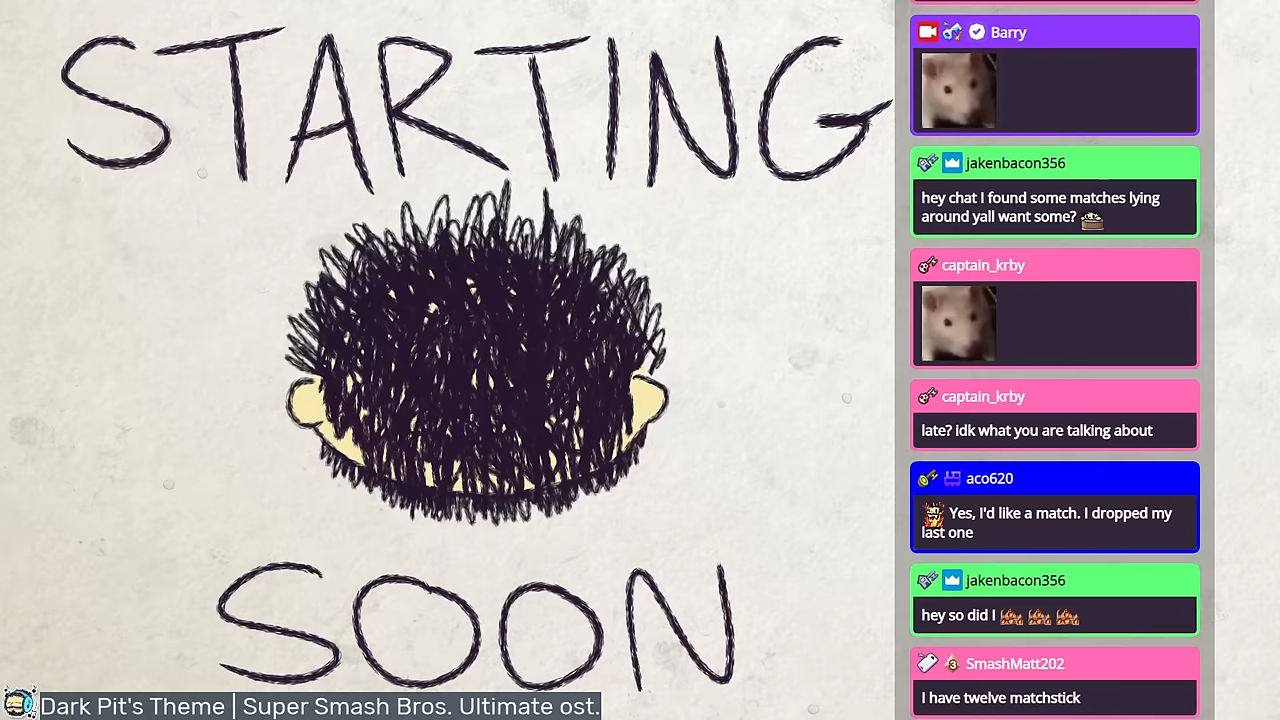 STARTING
SOON
Dark Pit's Theme | Super Smash Bros. Ultimate ost.
Barry
jakenbacon356
hey chat I found some matches lying
around yall want some?
captain_krby
captain_krby
late? idk what you are talking about
aco620
Yes, I'd like a match. I dropped my
last one
jakenbacon356
hey so did I
3 SmashMatt202
I have twelve matchstick